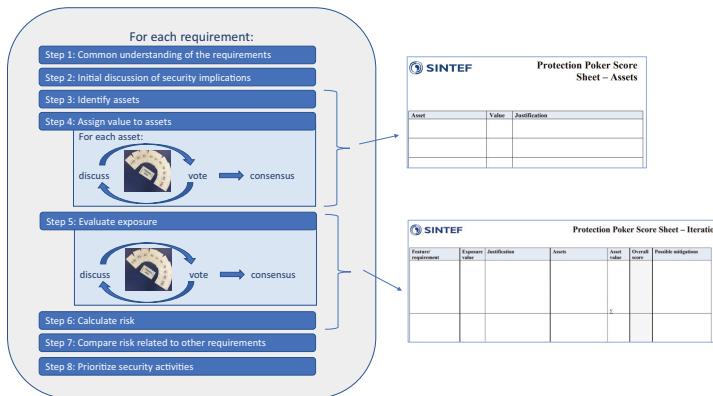 For each requirement:
Step 1: Common understanding of the requirements
Step 2: Initial discussion of security implications
Step 3: Identify assets
Step 4: Assign value to assets
For each asset:
discuss
vote
consensus
Step 5: Evaluate exposure
discuss
vote
consensus
Step 6: Calculate risk
Step 7: Compare risk related to other requirements
Step 8: Prioritize security activities
SINTEF
Protection Poker Score
Sheet – Assets
Asset Value Justification
SINTEF
Protection Poker Score Sheet – Iteratio
Feature/ Exposure Justification Assets Asset Overall Possible mitigations
requirement value value score
Σ